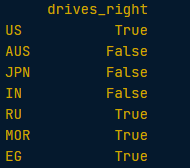 drives_right
US True
AUS False
JPN False
IN False
RU True
MOR True
EG True